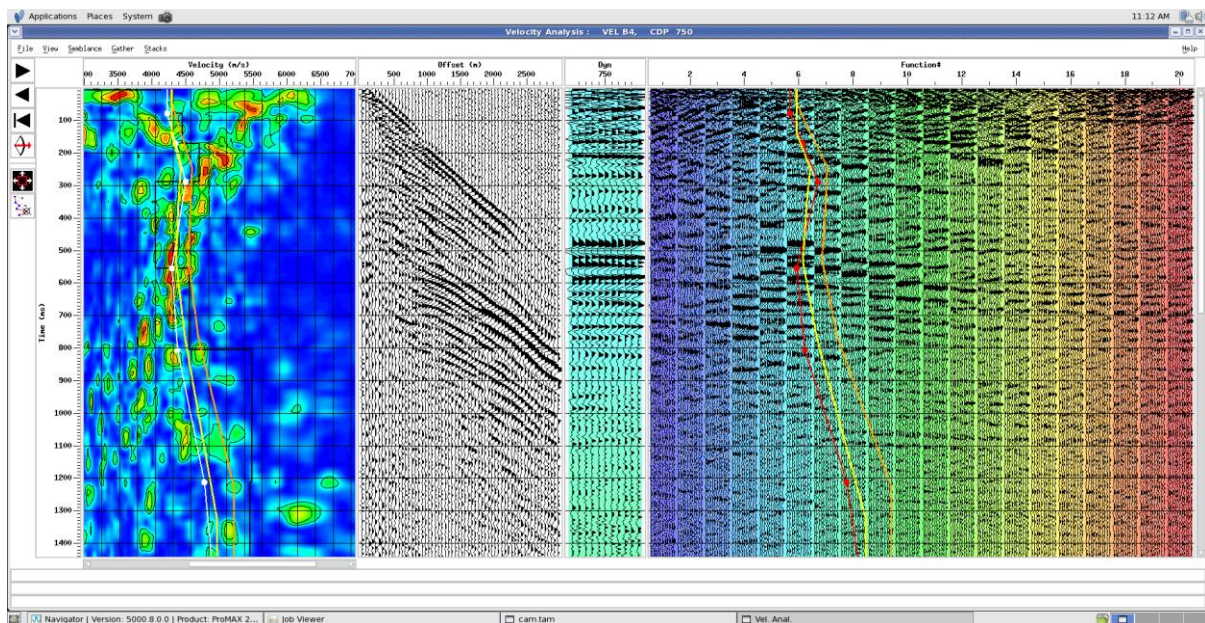 Applications Places System 11:12 AM
Velocity Analysis : VEL B4, CDP 750
File View Semblance Gather Stacks Help
Velocity (m/s) Offset (m) Dyn Function#
00 3500 4000 4500 5000 5500 6000 6500 700 500 1000 1500 2000 2500 750 2 4 6 8 10 12 14 16 18 20
Time (ms)
100
200
300
400
500
600
700
800
900
1000
1100
1200
1300
1400
Navigator | Version: 5000.8.0.0 | Product: ProMAX 2... Job Viewer cam.tam Vel. Anal.